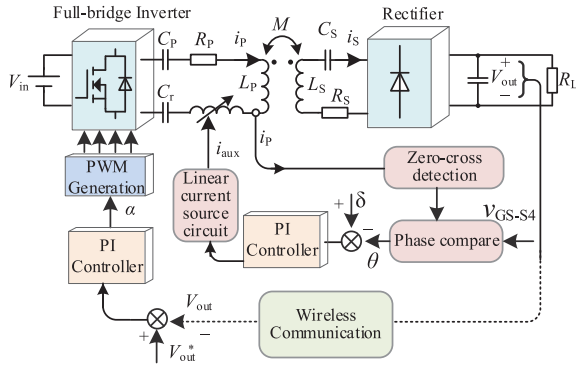 Full-bridge Inverter
Rectifier
M
C_P
R_P
i_P
C_S
i_S
V_in
L_P
L_S
+
V_out
−
R_L
C_r
R_S
i_P
i_aux
PWM
Generation
Zero-cross
detection
α
Linear
current
source
circuit
+
δ
−
v_GS-S4
PI
Controller
PI
Controller
θ
Phase compare
V_out
−
+
V_out*
Wireless
Communication